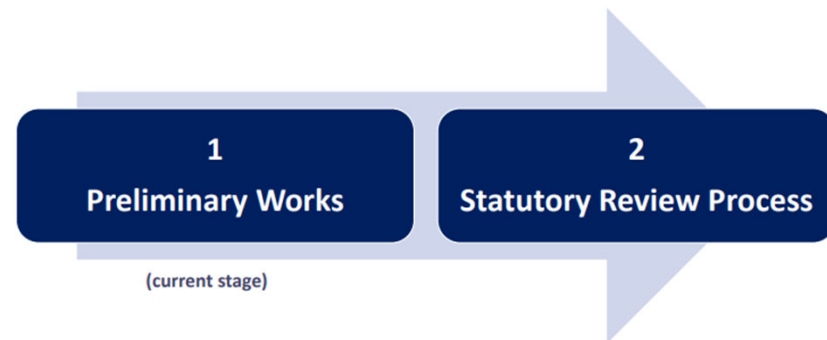 1
Preliminary Works
(current stage)
2
Statutory Review Process